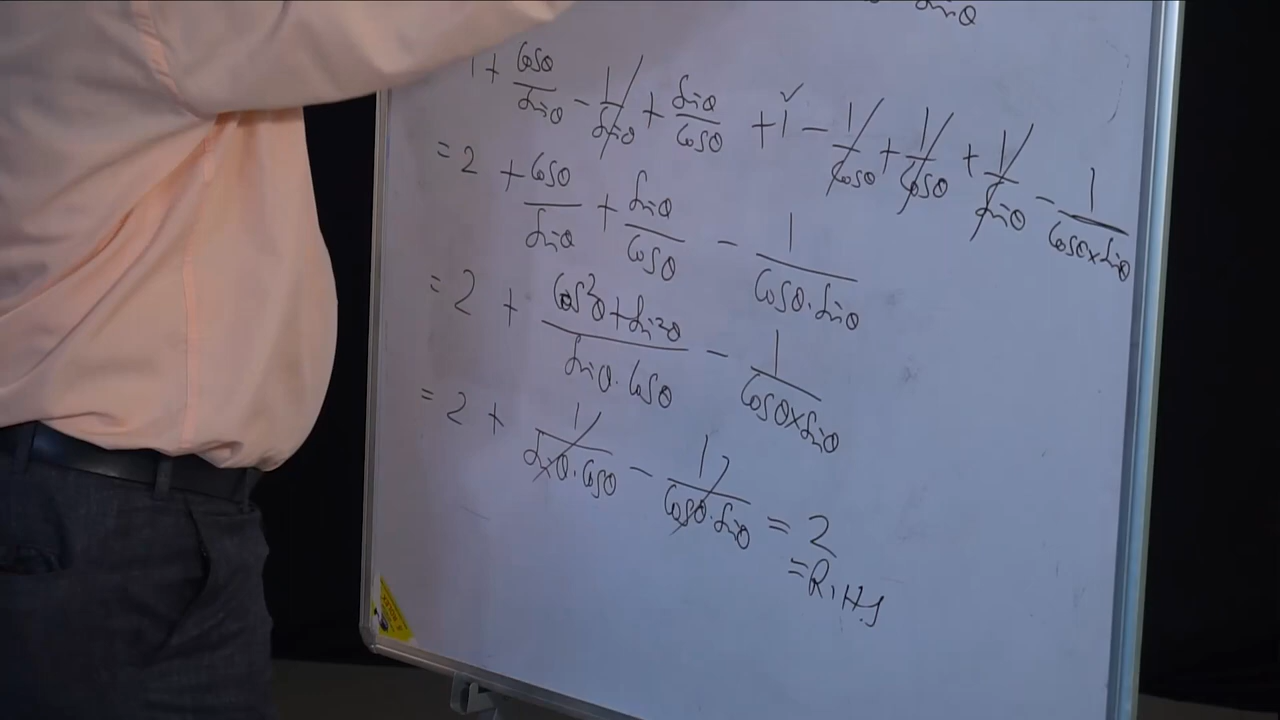 sinθ
1 + cosθ/sinθ - 1/sinθ + sinθ/cosθ + 1 - 1/cosθ + 1/cosθ + 1/sinθ - 1/cosθ×sinθ
= 2 + cosθ/sinθ + sinθ/cosθ - 1/cosθ.sinθ
= 2 + cos²θ+sin²θ/sinθ.cosθ - 1/cosθ×sinθ
= 2 + 1/sinθ.cosθ - 1/cosθ.sinθ = 2
= R.H.S